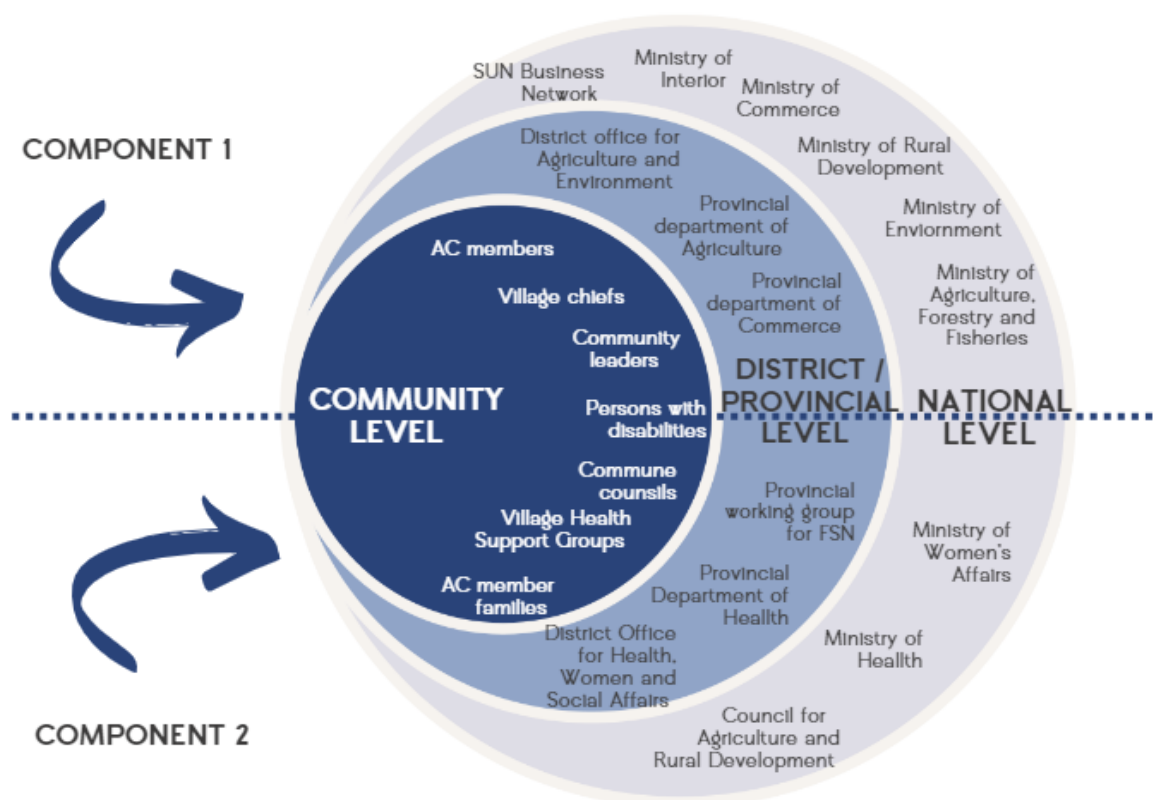 COMPONENT 1
SUN Business
Network
Ministry of
Interior
Ministry of
Commerce
Ministry of Rural
Development
Ministry of
Enviornment
Ministry of
Agriculture,
Forestry and
Fisheries
NATIONAL
LEVEL
District office for
Agriculture and
Environment
Provincial
department of
Agriculture
Provincial
department of
Commerce
DISTRICT /
PROVINCIAL
LEVEL
AC members
Village chiefs
Community
leaders
COMMUNITY
LEVEL
Persons with
disabilities
Commune
counsils
Village Health
Support Groups
AC member
families
Provincial
working group
for FSN
Provincial
Department of
Heallth
District Office
for Health,
Women and
Social Affairs
Ministry of
Women's
Affairs
Ministry of
Heallth
Council for
Agriculture and
Rural Development
COMPONENT 2